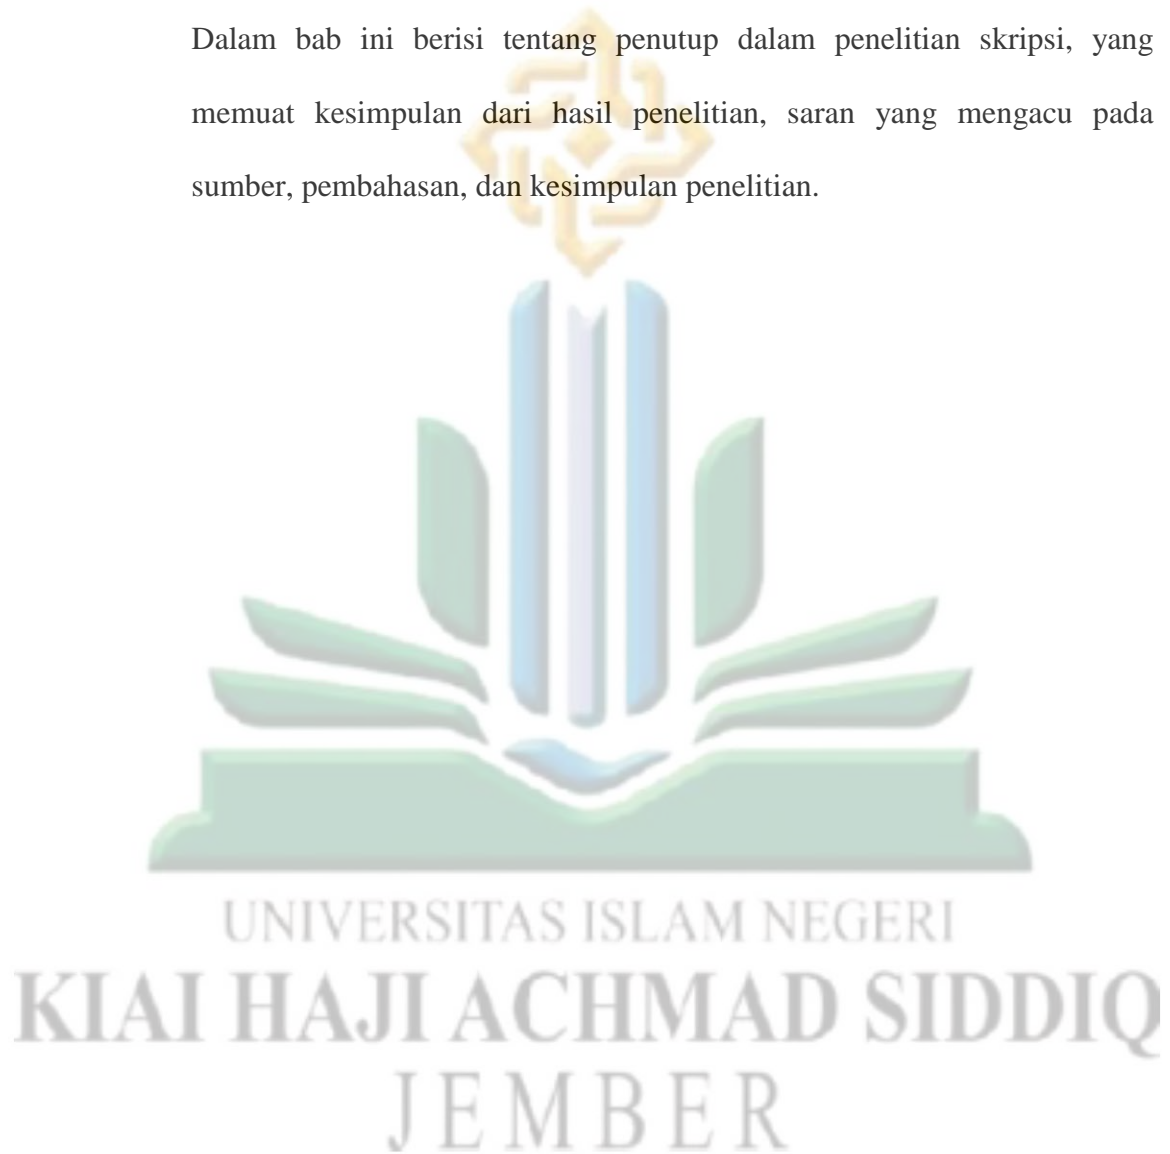 Dalam bab ini berisi tentang penutup dalam penelitian skripsi, yang
memuat kesimpulan dari hasil penelitian, saran yang mengacu pada
sumber, pembahasan, dan kesimpulan penelitian.
UNIVERSITAS ISLAM NEGERI
KIAI HAJI ACHMAD SIDDIQ
JEMBER